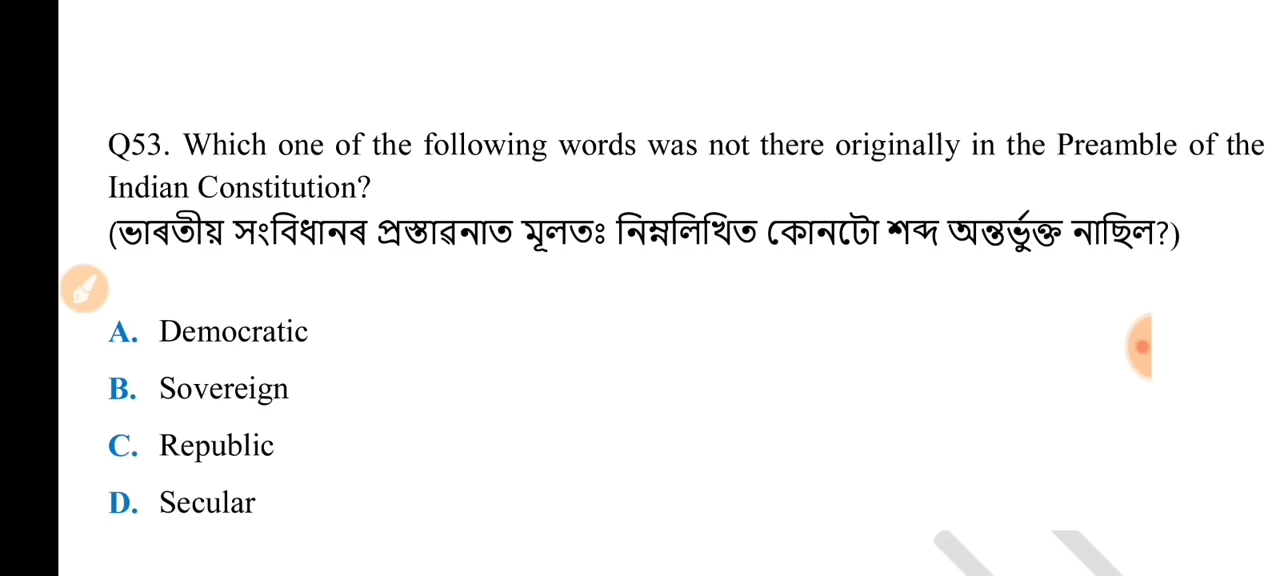 Q53. Which one of the following words was not there originally in the Preamble of the
Indian Constitution?
(ভাৰতীয় সংবিধানৰ প্ৰস্তাৱনাত মূলতঃ নিম্নলিখিত কোনটো শব্দ অন্তৰ্ভুক্ত নাছিল?)
A. Democratic
B. Sovereign
C. Republic
D. Secular